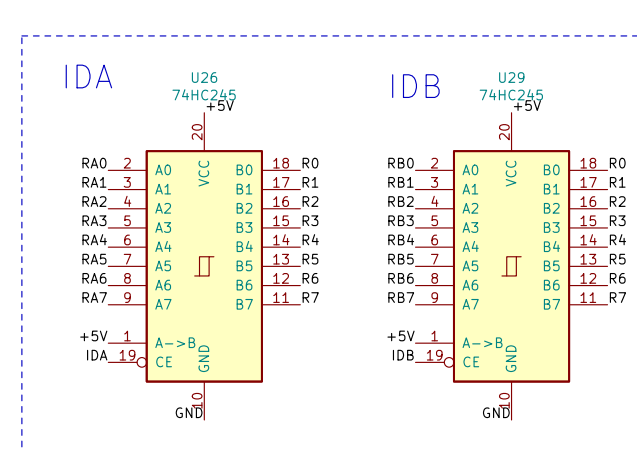 IDA
U26
74HC245
+5V
20
VCC
RA0 2 A0 B0 18 R0
RA1 3 A1 B1 17 R1
RA2 4 A2 B2 16 R2
RA3 5 A3 B3 15 R3
RA4 6 A4 B4 14 R4
RA5 7 A5 B5 13 R5
RA6 8 A6 B6 12 R6
RA7 9 A7 B7 11 R7
+5V 1 A->B
IDA 19 CE
GND
10
GND
IDB
U29
74HC245
+5V
20
VCC
RB0 2 A0 B0 18 R0
RB1 3 A1 B1 17 R1
RB2 4 A2 B2 16 R2
RB3 5 A3 B3 15 R3
RB4 6 A4 B4 14 R4
RB5 7 A5 B5 13 R5
RB6 8 A6 B6 12 R6
RB7 9 A7 B7 11 R7
+5V 1 A->B
IDB 19 CE
GND
10
GND